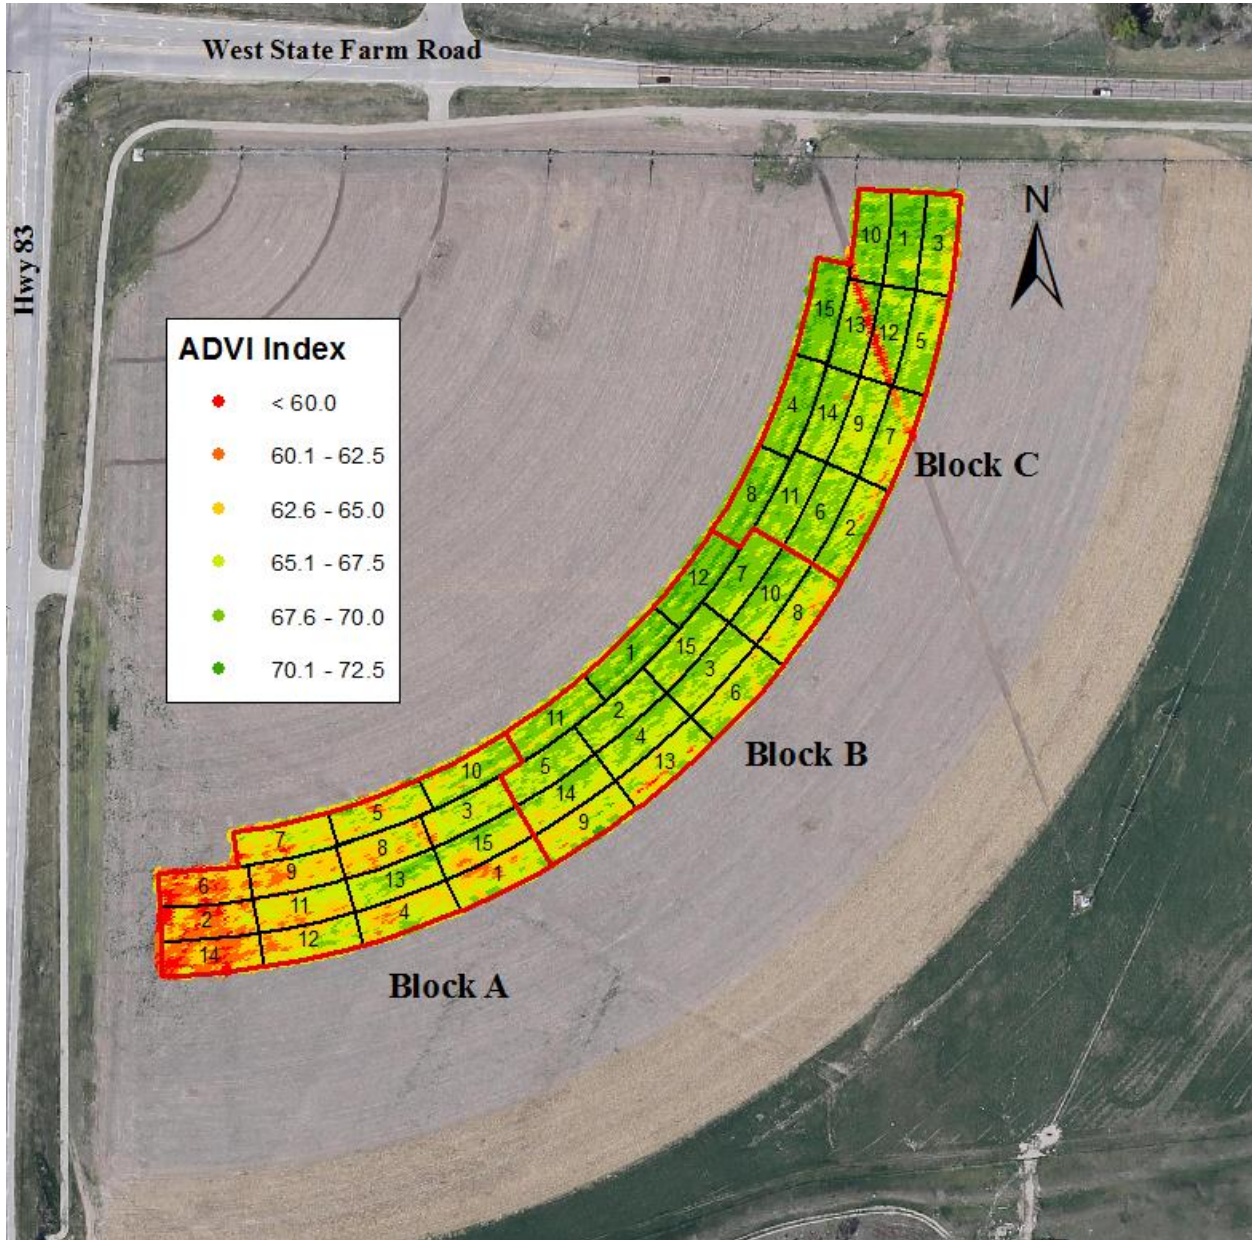 West State Farm Road
Hwy 83
N
10 1 3
15 13 12 5
4 14 9 7
8 11 6 2
Block C
12 7 10 8
1 15 3 6
11 2 4 13
5 14 9
Block B
10 3 15 1
5 8 13 4
7 9 11 12
6 2 14
Block A
ADVI Index
< 60.0
60.1 - 62.5
62.6 - 65.0
65.1 - 67.5
67.6 - 70.0
70.1 - 72.5